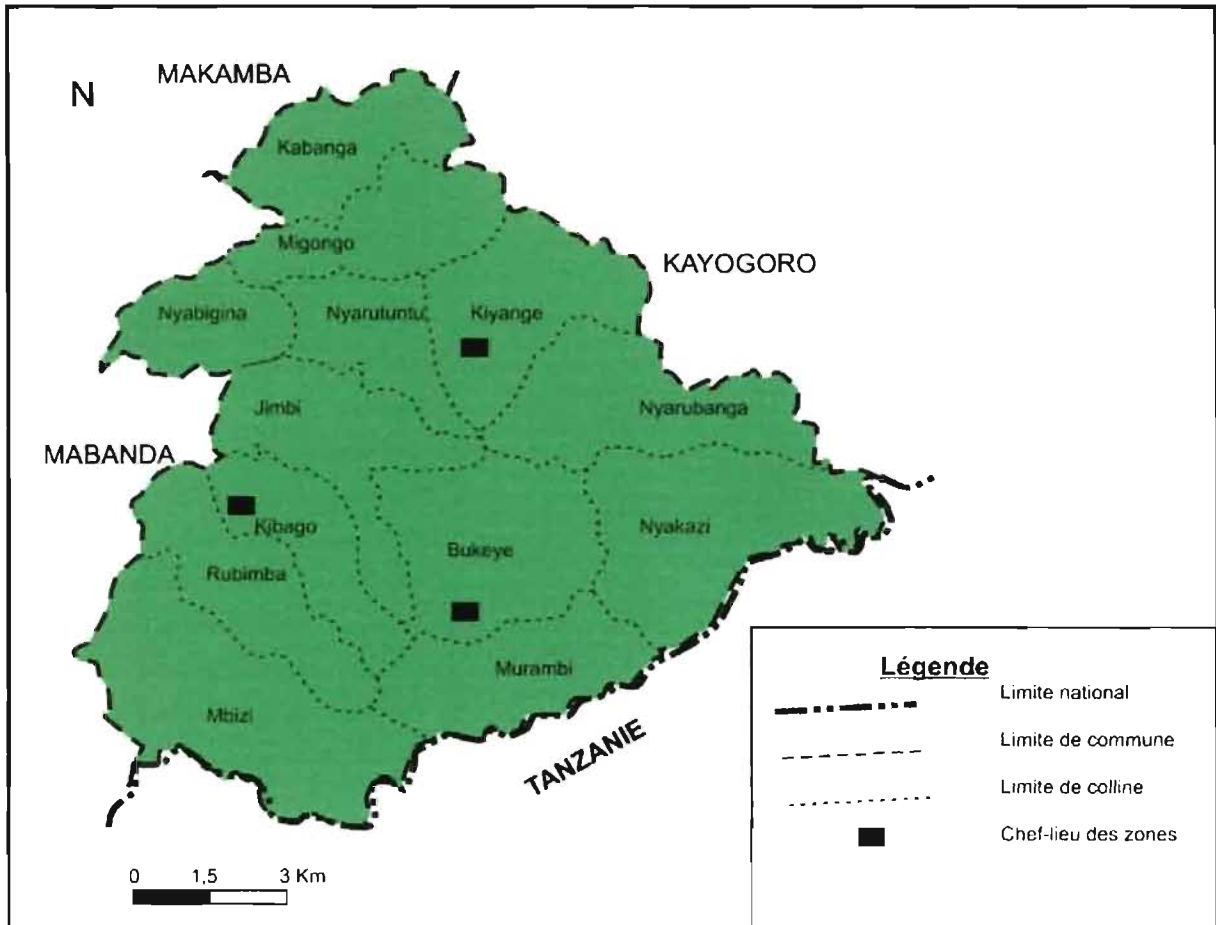 MAKAMBA
N
Kabanga
Migongo
KAYOGORO
Nyabigina
Nyarutuntu
Kiyange
Jimbi
Nyarubanga
MABANDA
Kibago
Nyakazi
Bukeye
Rubimba
Murambi
Mbizi
TANZANIE
Légende
Limite national
Limite de commune
Limite de colline
Chef-lieu des zones
0 1,5 3 Km